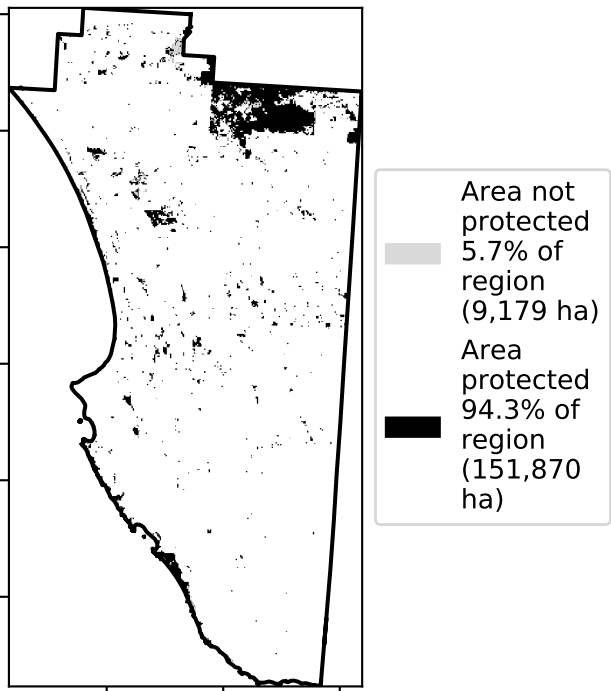 Area not
protected
5.7% of
region
(9,179 ha)
Area
protected
94.3% of
region
(151,870
ha)